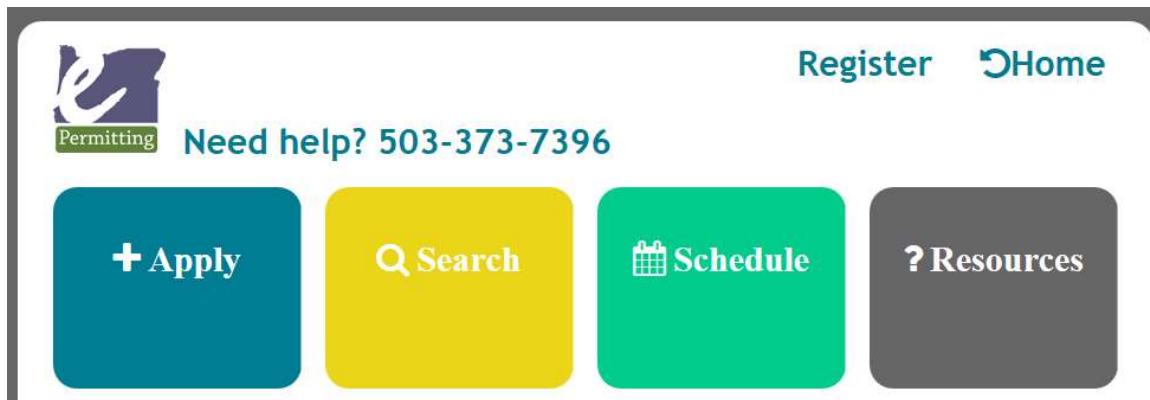 Register Home
e
Permitting
Need help? 503-373-7396
Apply
Search
Schedule
? Resources